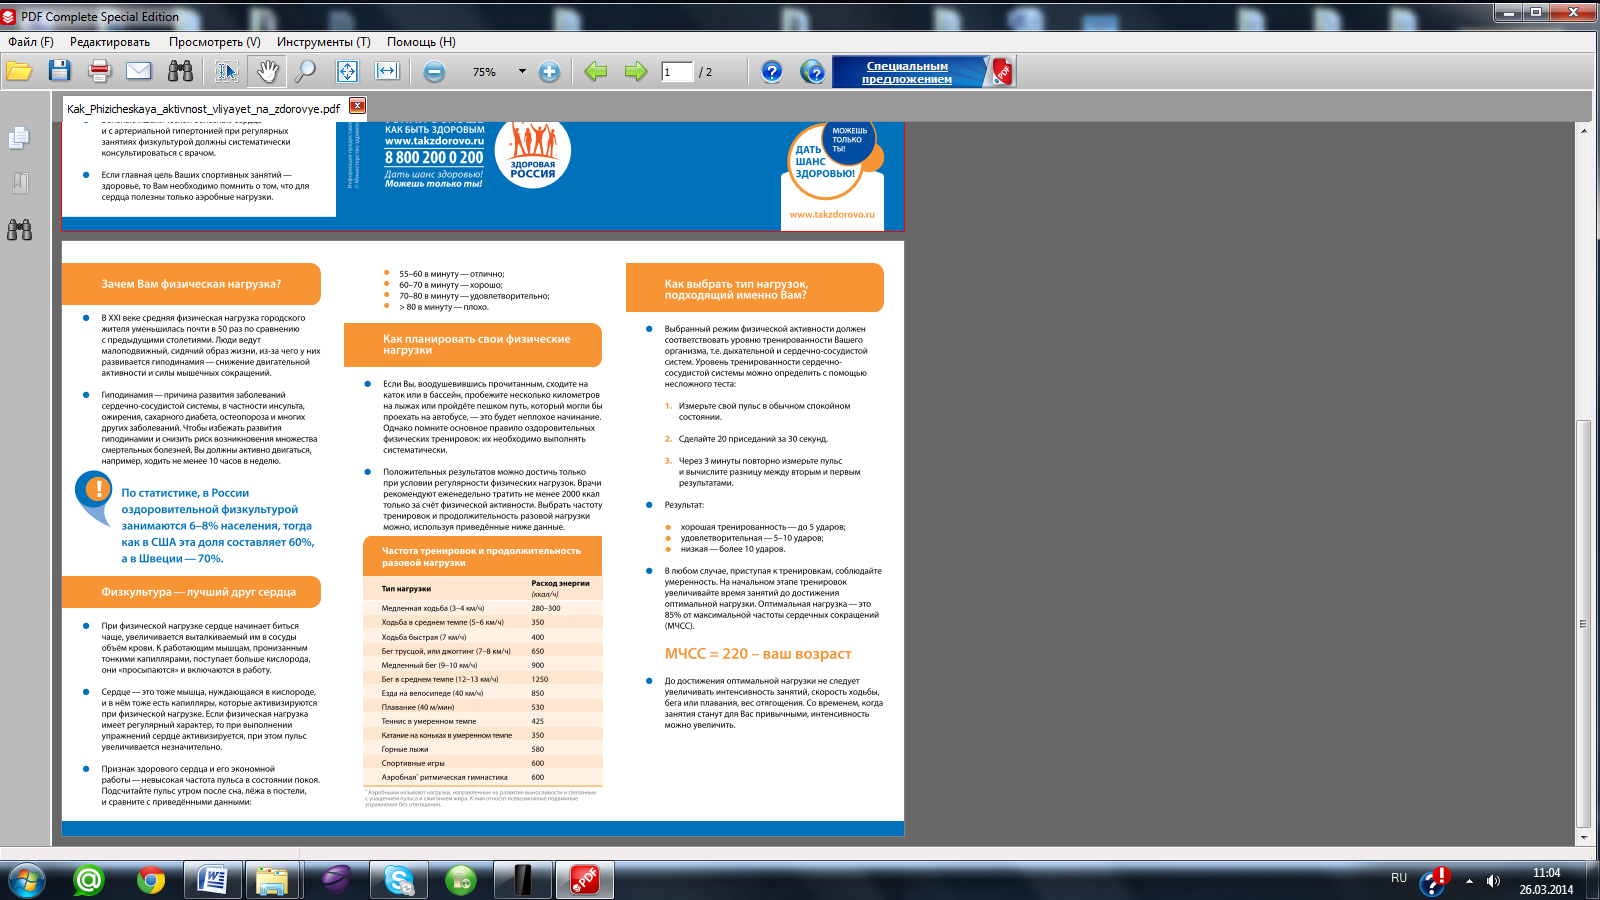 PDF Complete Special Edition
Файл (F) Редактировать Просмотреть (V) Инструменты (T) Помощь (H)
75% 1 / 2 Специальным предложением
Kak_Phizicheskaya_aktivnost_vliyayet_na_zdorovye.pdf
и с артериальной гипертонией при регулярных
занятиях физкультурой должны систематически
консультироваться с врачом.
Если главная цель Ваших спортивных занятий —
здоровье, то Вам необходимо помнить о том, что для
сердца полезны только аэробные нагрузки.
КАК БЫТЬ ЗДОРОВЫМ
www.takzdorovo.ru
8 800 200 0 200
Дать шанс здоровью!
Можешь только ты!
ЗДОРОВАЯ
РОССИЯ
МОЖЕШЬ
ТОЛЬКО
ТЫ!
ДАТЬ
ШАНС
ЗДОРОВЬЮ!
www.takzdorovo.ru
Зачем Вам физическая нагрузка?
В XXI веке средняя физическая нагрузка городского
жителя уменьшилась почти в 50 раз по сравнению
с предыдущими столетиями. Люди ведут
малоподвижный, сидячий образ жизни, из-за чего у них
развивается гиподинамия — снижение двигательной
активности и силы мышечных сокращений.
Гиподинамия — причина развития заболеваний
сердечно-сосудистой системы, в частности инсульта,
ожирения, сахарного диабета, остеопороза и многих
других заболеваний. Чтобы избежать развития
гиподинамии и снизить риск возникновения множества
смертельных болезней, Вы должны активно двигаться,
например, ходить не менее 10 часов в неделю.
!
По статистике, в России
оздоровительной физкультурой
занимаются 6–8% населения, тогда
как в США эта доля составляет 60%,
а в Швеции — 70%.
Физкультура — лучший друг сердца
При физической нагрузке сердце начинает биться
чаще, увеличивается выталкиваемый им в сосуды
объём крови. К работающим мышцам, пронизанным
тонкими капиллярами, поступает больше кислорода,
они «просыпаются» и включаются в работу.
Сердце — это тоже мышца, нуждающаяся в кислороде,
и в нём тоже есть капилляры, которые активизируются
при физической нагрузке. Если физическая нагрузка
имеет регулярный характер, то при выполнении
упражнений сердце активизируется, при этом пульс
увеличивается незначительно.
Признак здорового сердца и его экономной
работы — невысокая частота пульса в состоянии покоя.
Подсчитайте пульс утром после сна, лёжа в постели,
и сравните с приведёнными данными:
55–60 в минуту — отлично;
60–70 в минуту — хорошо;
70–80 в минуту — удовлетворительно;
> 80 в минуту — плохо.
Как планировать свои физические
нагрузки
Если Вы, воодушевившись прочитанным, сходите на
каток или в бассейн, пробежите несколько километров
на лыжах или пройдёте пешком путь, который могли бы
проехать на автобусе, — это будет неплохое начинание.
Однако помните основное правило оздоровительных
физических тренировок: их необходимо выполнять
систематически.
Положительных результатов можно достичь только
при условии регулярности физических нагрузок. Врачи
рекомендуют еженедельно тратить не менее 2000 ккал
только за счёт физической активности. Выбрать частоту
тренировок и продолжительность разовой нагрузки
можно, используя приведённые ниже данные.
Частота тренировок и продолжительность
разовой нагрузки
Тип нагрузки Расход энергии (ккал/ч)
Медленная ходьба (3–4 км/ч) 280–300
Ходьба в среднем темпе (5–6 км/ч) 350
Ходьба быстрая (7 км/ч) 400
Бег трусцой, или джоггинг (7–8 км/ч) 650
Медленный бег (9–10 км/ч) 900
Бег в среднем темпе (12–13 км/ч) 1250
Езда на велосипеде (40 км/ч) 850
Плавание (40 м/мин) 530
Теннис в умеренном темпе 425
Катание на коньках в умеренном темпе 350
Горные лыжи 580
Спортивные игры 600
Аэробная* ритмическая гимнастика 600
* Аэробными называют нагрузки, направленные на развитие выносливости и связанные
с учащением пульса и сжиганием жира. К ним относят всевозможные подвижные
упражнения без отягощения.
Как выбрать тип нагрузок,
подходящий именно Вам?
Выбранный режим физической активности должен
соответствовать уровню тренированности Вашего
организма, т.е. дыхательной и сердечно-сосудистой
систем. Уровень тренированности сердечно-
сосудистой системы можно определить с помощью
несложного теста:
1. Измерьте свой пульс в обычном спокойном
состоянии.
2. Сделайте 20 приседаний за 30 секунд.
3. Через 3 минуты повторно измерьте пульс
и вычислите разницу между вторым и первым
результатами.
Результат:
хорошая тренированность — до 5 ударов;
удовлетворительная — 5–10 ударов;
низкая — более 10 ударов.
В любом случае, приступая к тренировкам, соблюдайте
умеренность. На начальном этапе тренировок
увеличивайте время занятий до достижения
оптимальной нагрузки. Оптимальная нагрузка — это
85% от максимальной частоты сердечных сокращений
(МЧСС).
МЧСС = 220 – ваш возраст
До достижения оптимальной нагрузки не следует
увеличивать интенсивность занятий, скорость ходьбы,
бега или плавания, вес отягощения. Со временем, когда
занятия станут для Вас привычными, интенсивность
можно увеличить.
RU
11:04
26.03.2014